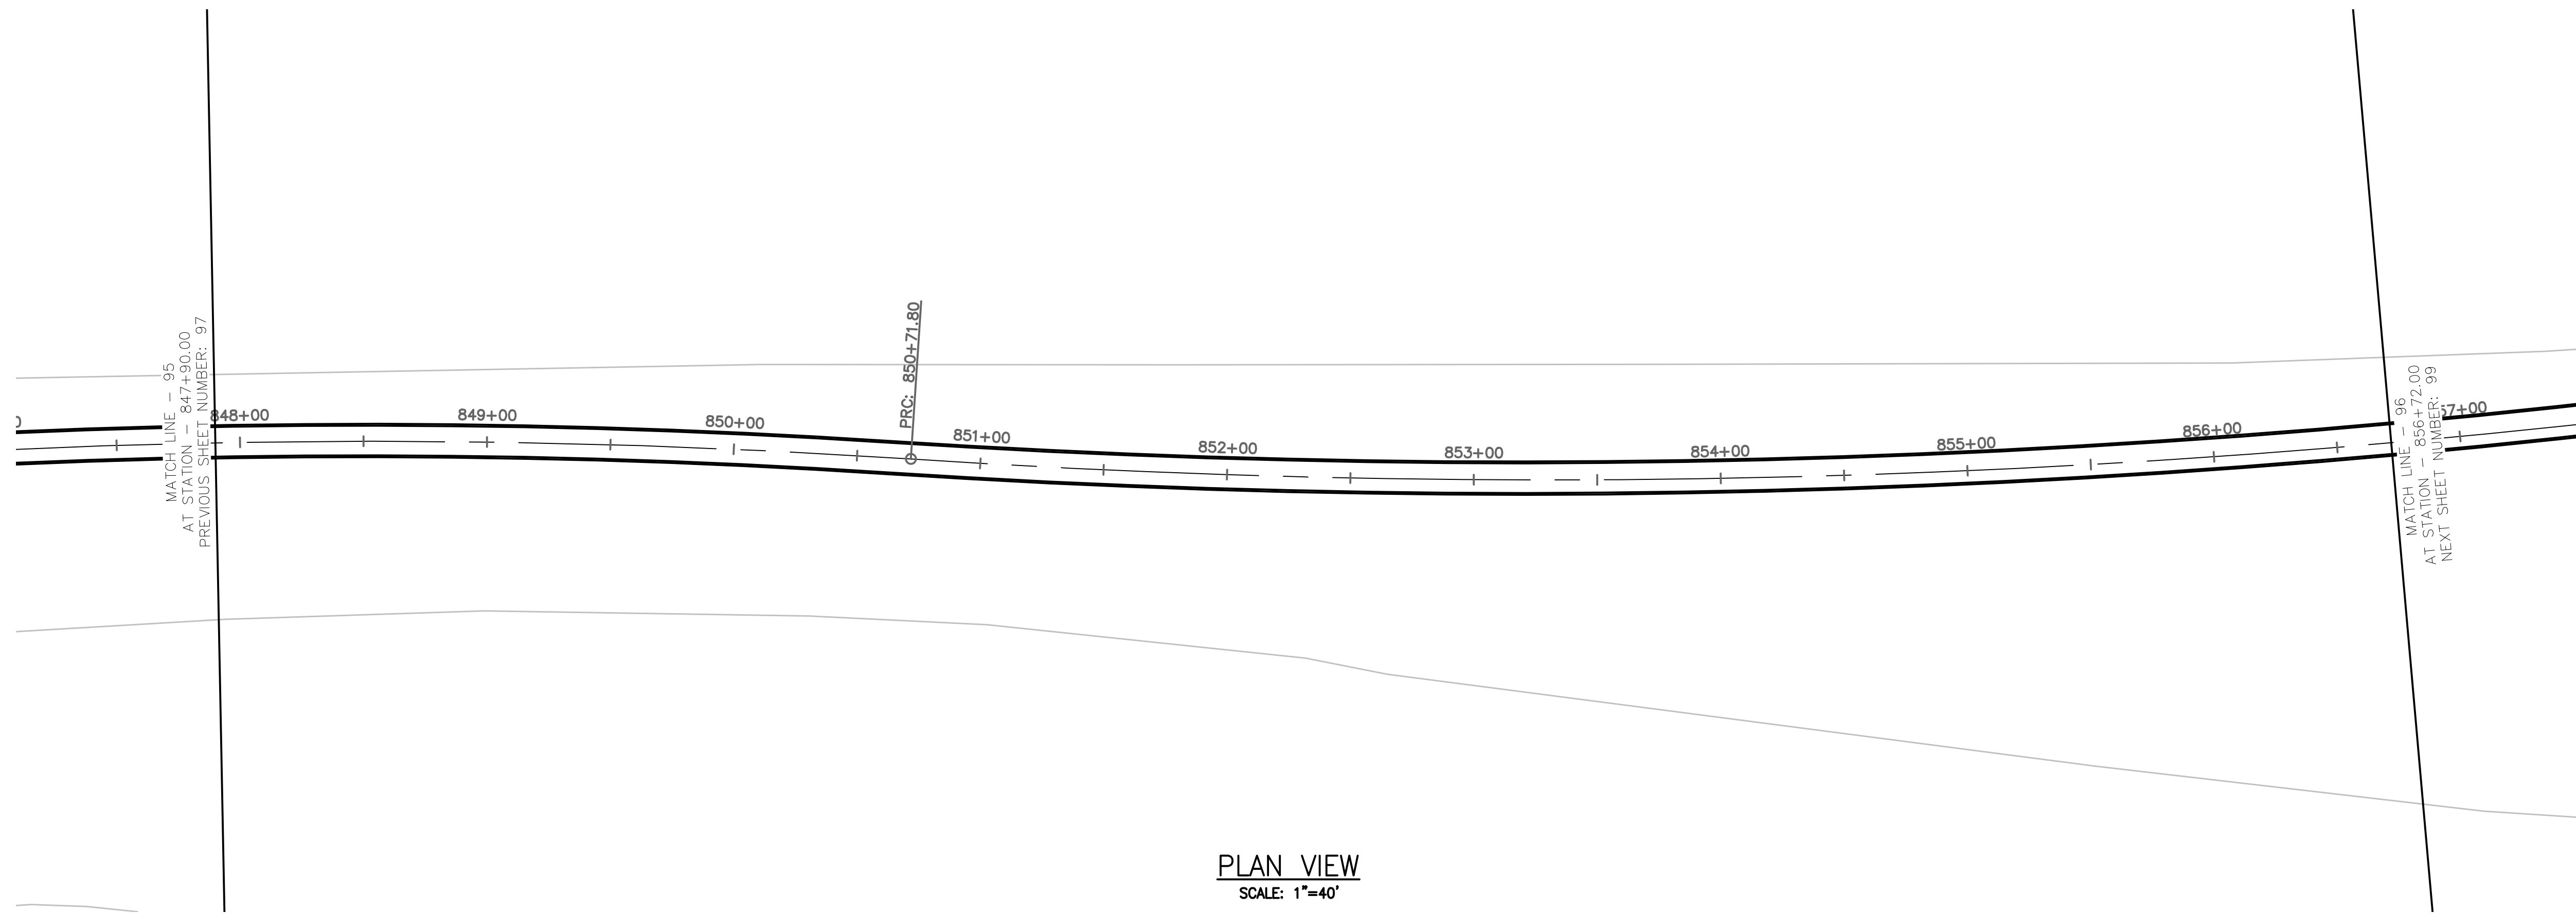 MATCH LINE - 95
AT STATION - 847+90.00
PREVIOUS SHEET NUMBER: 97
848+00
849+00
850+00
PRC: 850+71.80
851+00
852+00
853+00
854+00
855+00
856+00
MATCH LINE - 96
AT STATION - 856+72.00
NEXT SHEET NUMBER: 99
57+00
PLAN VIEW
SCALE: 1"=40'